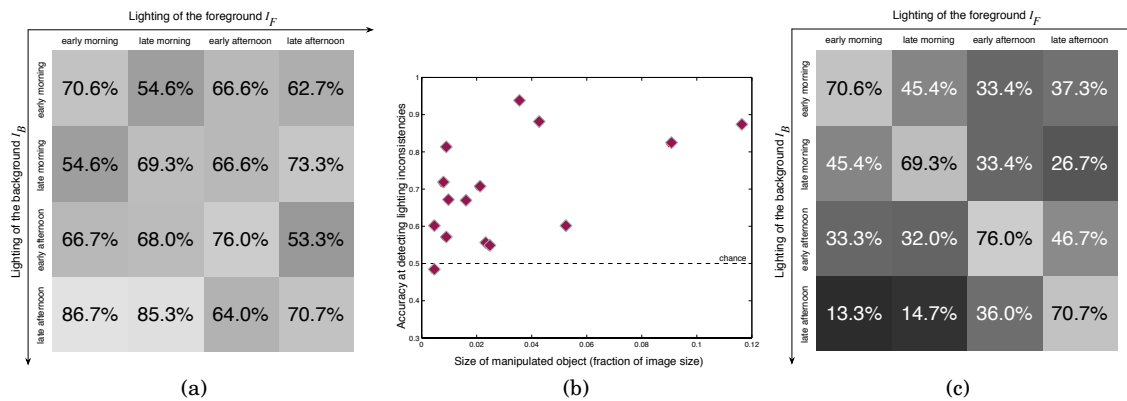 Lighting of the foreground I_F
early morning late morning early afternoon late afternoon
Lighting of the background I_B
early morning
70.6% 54.6% 66.6% 62.7%
late morning
54.6% 69.3% 66.6% 73.3%
early afternoon
66.7% 68.0% 76.0% 53.3%
late afternoon
86.7% 85.3% 64.0% 70.7%
(a)
Accuracy at detecting lighting inconsistencies
1
0.9
0.8
0.7
0.6
0.5
0.4
0.3
chance
0 0.02 0.04 0.06 0.08 0.1 0.12
Size of manipulated object (fraction of image size)
(b)
Lighting of the foreground I_F
early morning late morning early afternoon late afternoon
Lighting of the background I_B
early morning
70.6% 45.4% 33.4% 37.3%
late morning
45.4% 69.3% 33.4% 26.7%
early afternoon
33.3% 32.0% 76.0% 46.7%
late afternoon
13.3% 14.7% 36.0% 70.7%
(c)